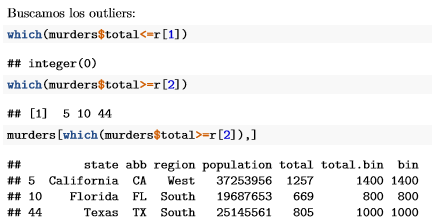 Buscamos los outliers:
which(murders$total<=r[1])
## integer(0)
which(murders$total>=r[2])
## [1]  5 10 44
murders[which(murders$total>=r[2]),]
##         state abb region population total total.bin  bin
## 5  California  CA   West   37253956  1257      1400 1400
## 10    Florida  FL  South   19687653   669       800  800
## 44      Texas  TX  South   25145561   805      1000 1000